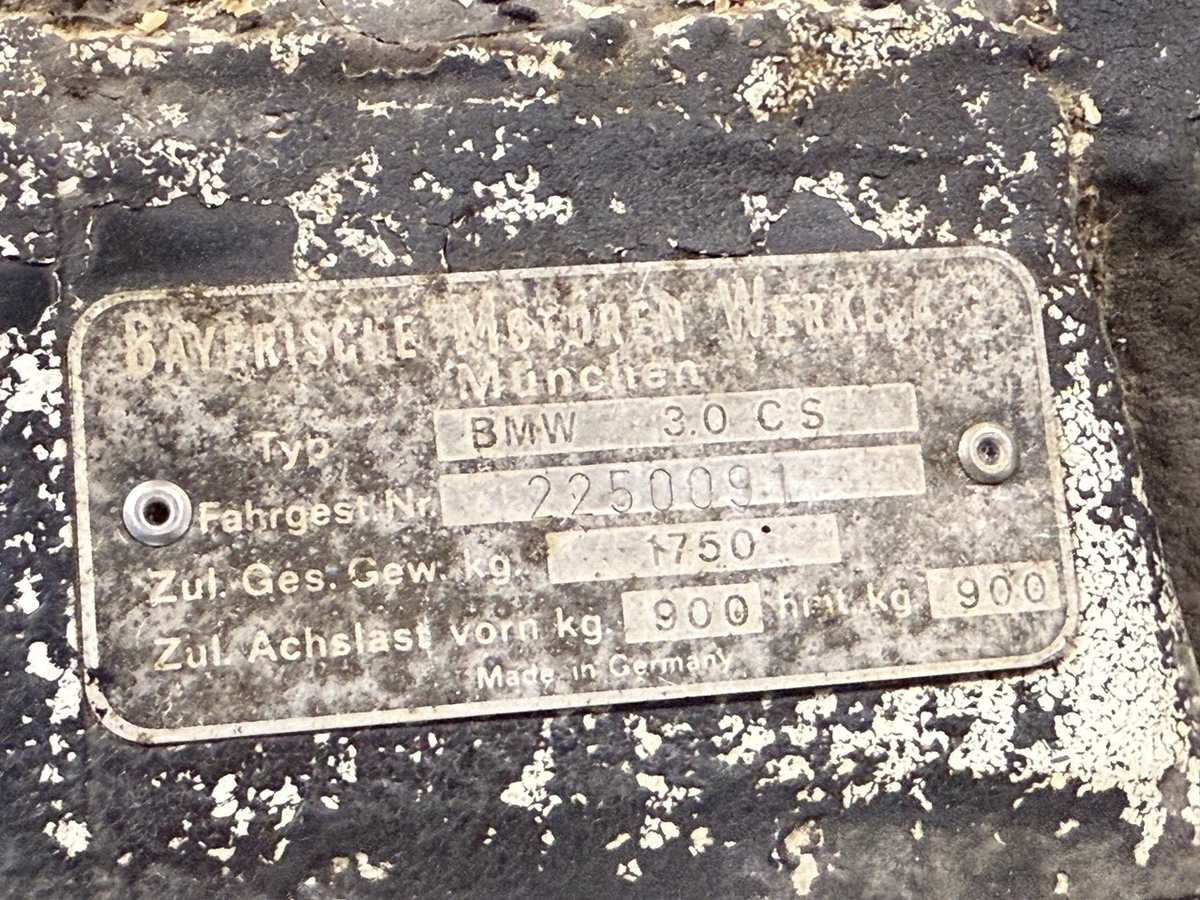 BAYERISCHE MOTOREN WERKE A.G.
München
Typ BMW 3.0 CS
Fahrgest Nr. 2250091
Zul. Ges. Gew. kg. 1750
Zul. Achslast vorn kg. 900 hint. kg 900
Made in Germany